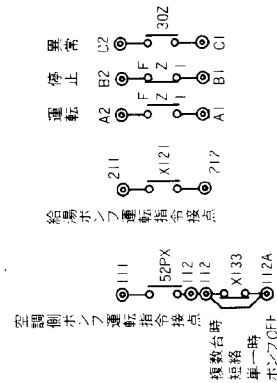 異常
C2
30Z
C1
停止
B2
F Z I
B1
運転
A2
F Z I
A1
給湯ポンプ運転指令接点
211
X121
212
空調側ポンプ運転指令接点
111
52PX
112
112
X133
112A
複数台時
短絡
単一時
ポンプOFF